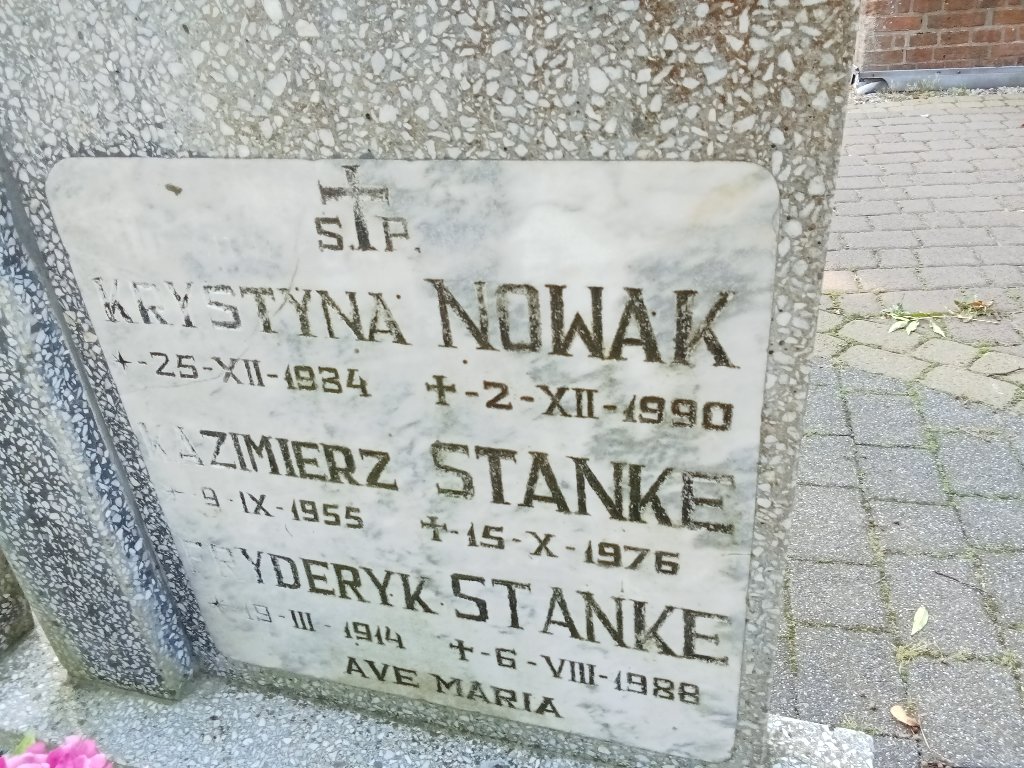 Ś.P.
KRYSTYNA NOWAK
*-25-XII-1934 +-2-XII-1990
KAZIMIERZ STANKE
*-9-IX-1955 +-15-X-1976
FRYDERYK STANKE
*-19-III-1914 +-6-VIII-1988
AVE MARIA